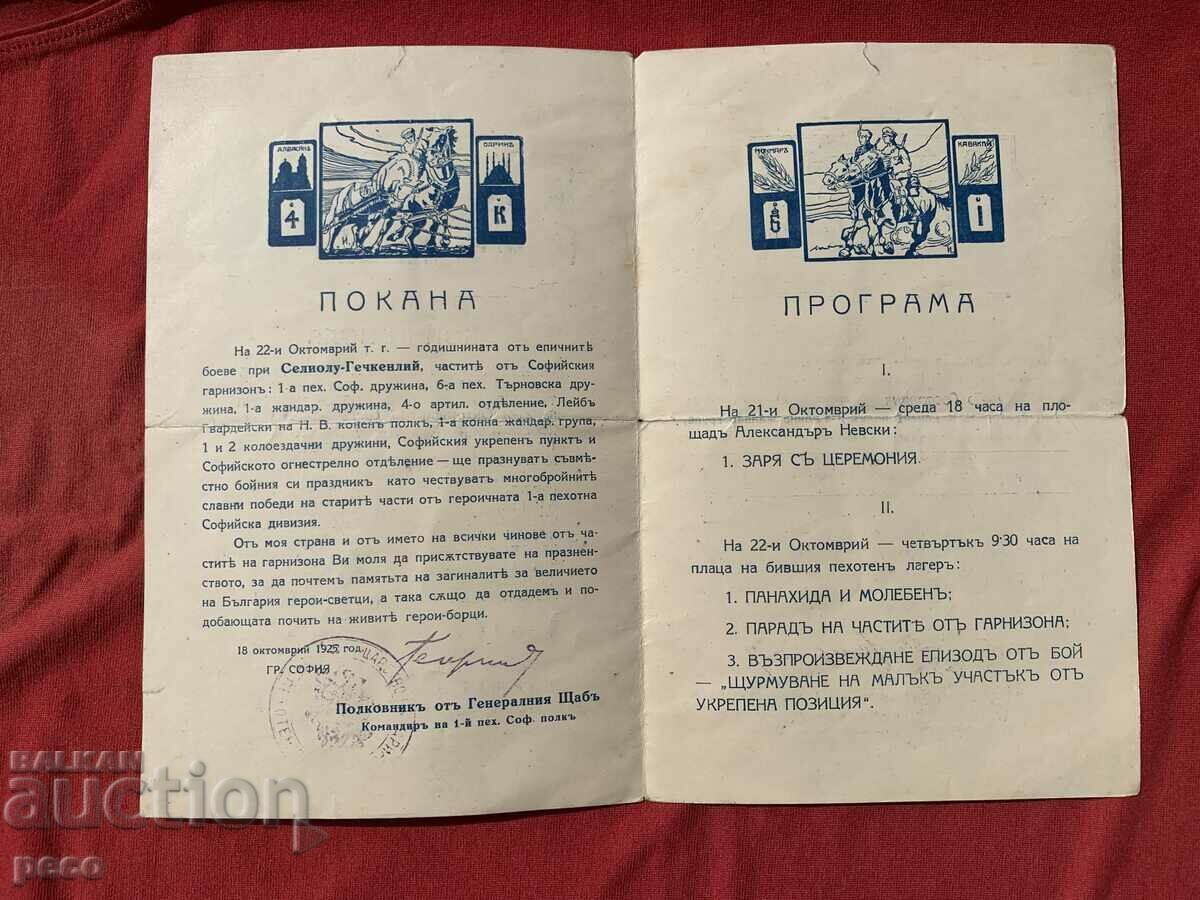 ОДРИНЪ
4
К
ПОКАНА
На 22-и Октомврий т. г. — годишнината отъ епичнитѣ
боеве при Селиолу-Гечкенлий, частитѣ отъ Софийския
гарнизонъ: 1-а пех. Соф. дружина, 6-а пех. Търновска дру-
жина, 1-а жандар. дружина, 4-о артил. отдѣление, Лейбъ
Гвардейски на Н. В. коненъ полкъ, 1-а конна жандар. група,
1 и 2 колоездачни дружини, Софийския укрепенъ пунктъ и
Софийското огнестрелно отдѣление — ще празнуватъ съвмѣ-
стно бойния си праздникъ като чествуватъ многобройнитѣ
славни победи на старитѣ части отъ героичната 1-а пехотна
Софийска дивизия.
Отъ моя страна и отъ името на всички чинове отъ ча-
ститѣ на гарнизона Ви моля да присѫтствувате на празнен-
ството, за да почтемъ паметьта на загиналитѣ за величието
на България герои-светци, а така сѫщо да отдадемъ и по-
добающата почить на живитѣ герои-борци.
18 октомврий 1925 год.
ГР. СОФИЯ
Полковникъ отъ Генералния Щабъ
Командиръ на 1-й пех. Соф. полкъ
КАВАКЛИ
6
I
ПРОГРАМА
I.
На 21-и Октомврий — среда 18 часа на пло-
щадъ Александъръ Невски:
1. ЗАРЯ СЪ ЦЕРЕМОНИЯ.
II.
На 22-и Октомврий — четвъртъкъ 9·30 часа на
плаца на бившия пехотенъ лагеръ:
1. ПАНАХИДА И МОЛЕБЕНЪ;
2. ПАРАДЪ НА ЧАСТИТѢ ОТЪ ГАРНИЗОНА;
3. ВЪЗПРОИЗВЕЖДАНЕ ЕПИЗОДЪ ОТЪ БОЙ
— „ЩУРМУВАНЕ НА МАЛЪКЪ УЧАСТЪКЪ ОТЪ
УКРЕПЕНА ПОЗИЦИЯ“.
BALKAN
auction
peco